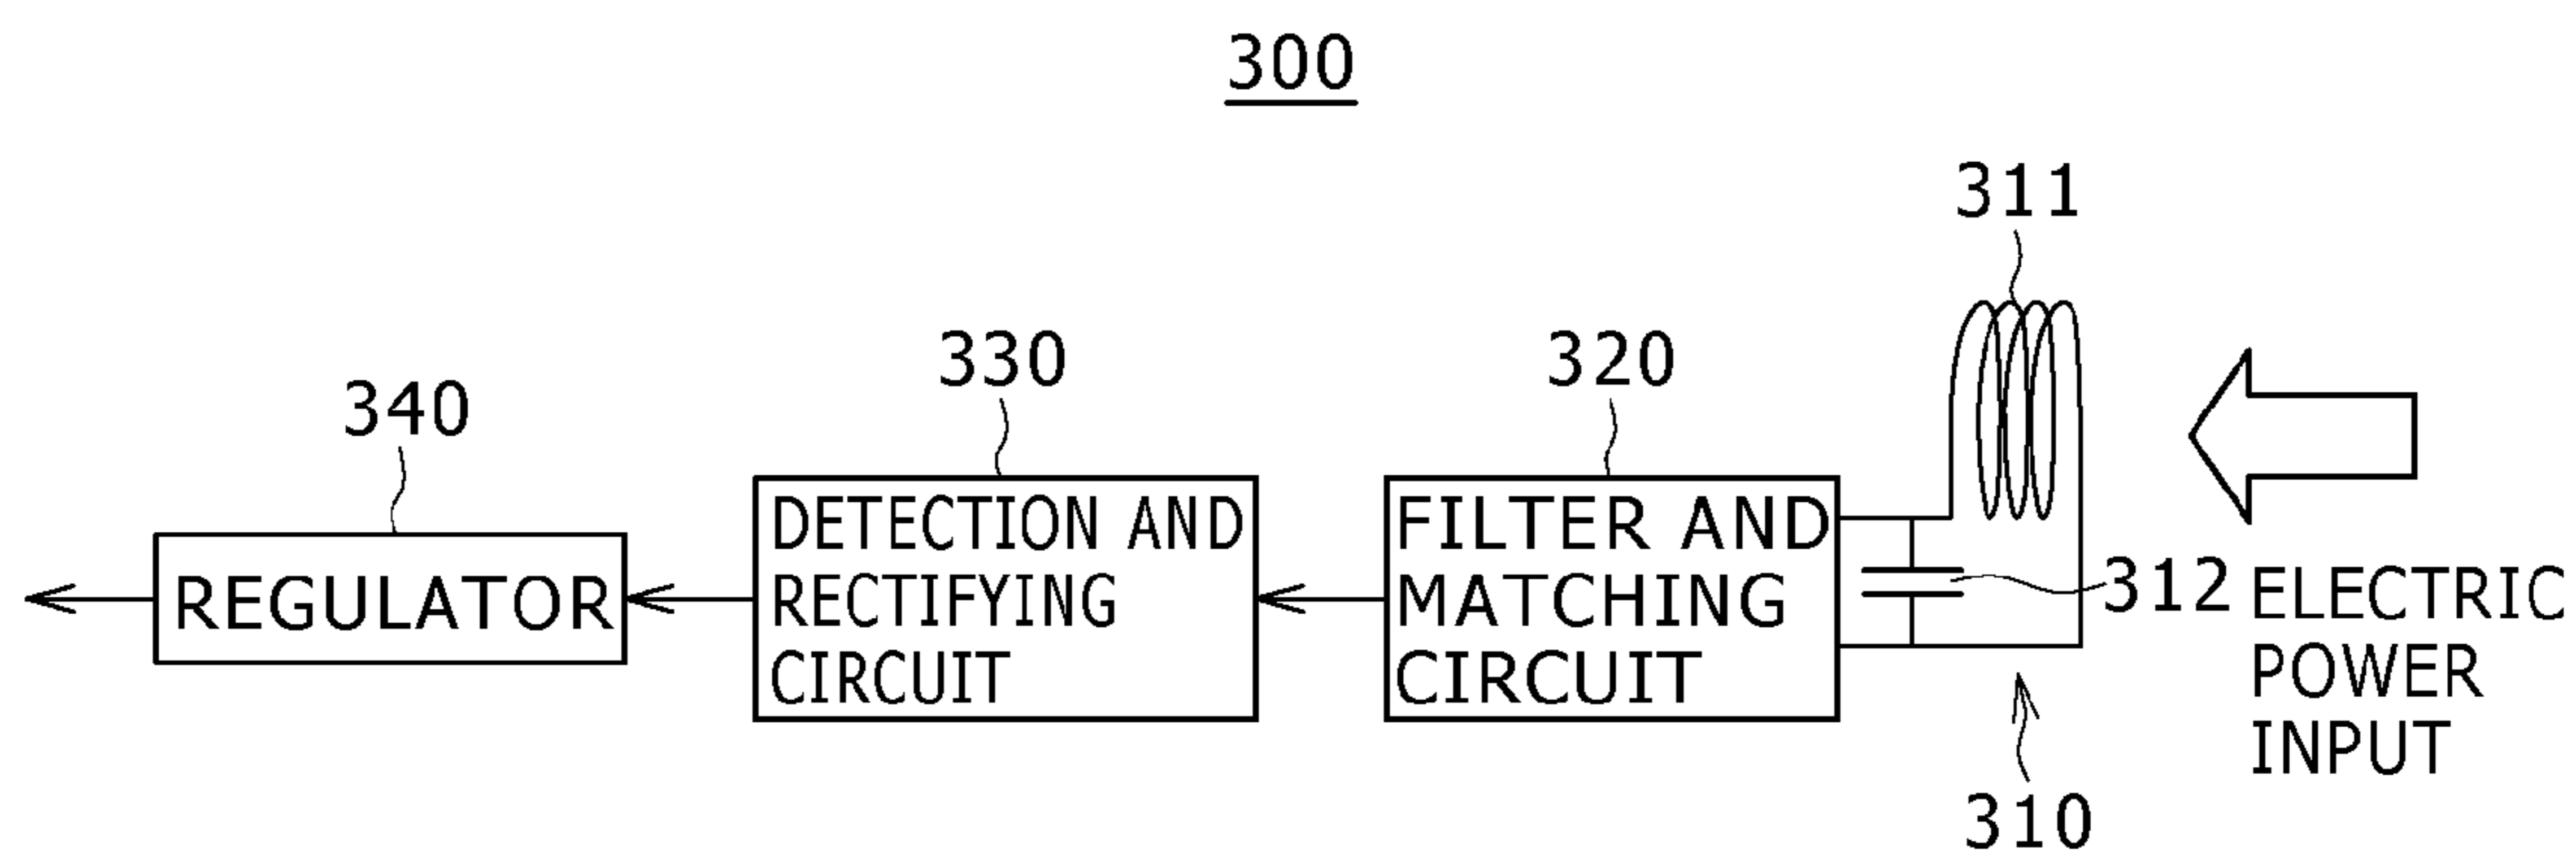 300
311
330
320
340
DETECTION AND
RECTIFYING
CIRCUIT
FILTER AND
MATCHING
CIRCUIT
REGULATOR
312
ELECTRIC
POWER
INPUT
310